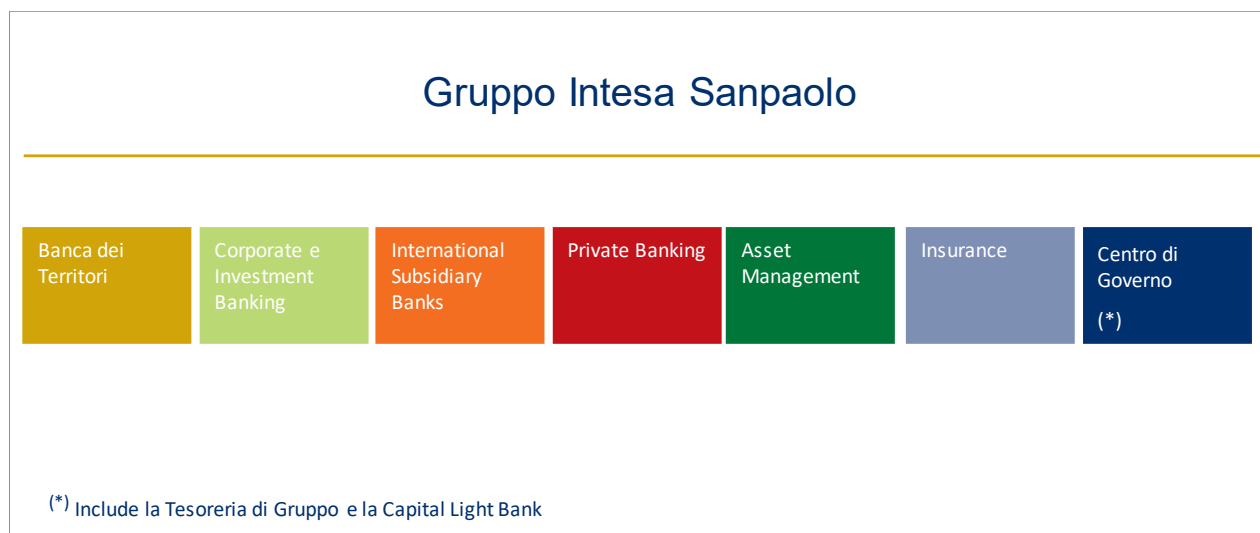 Gruppo Intesa Sanpaolo
Banca dei
Territori
Corporate e
Investment
Banking
International
Subsidiary
Banks
Private Banking
Asset
Management
Insurance
Centro di
Governo
(*)
(*) Include la Tesoreria di Gruppo e la Capital Light Bank